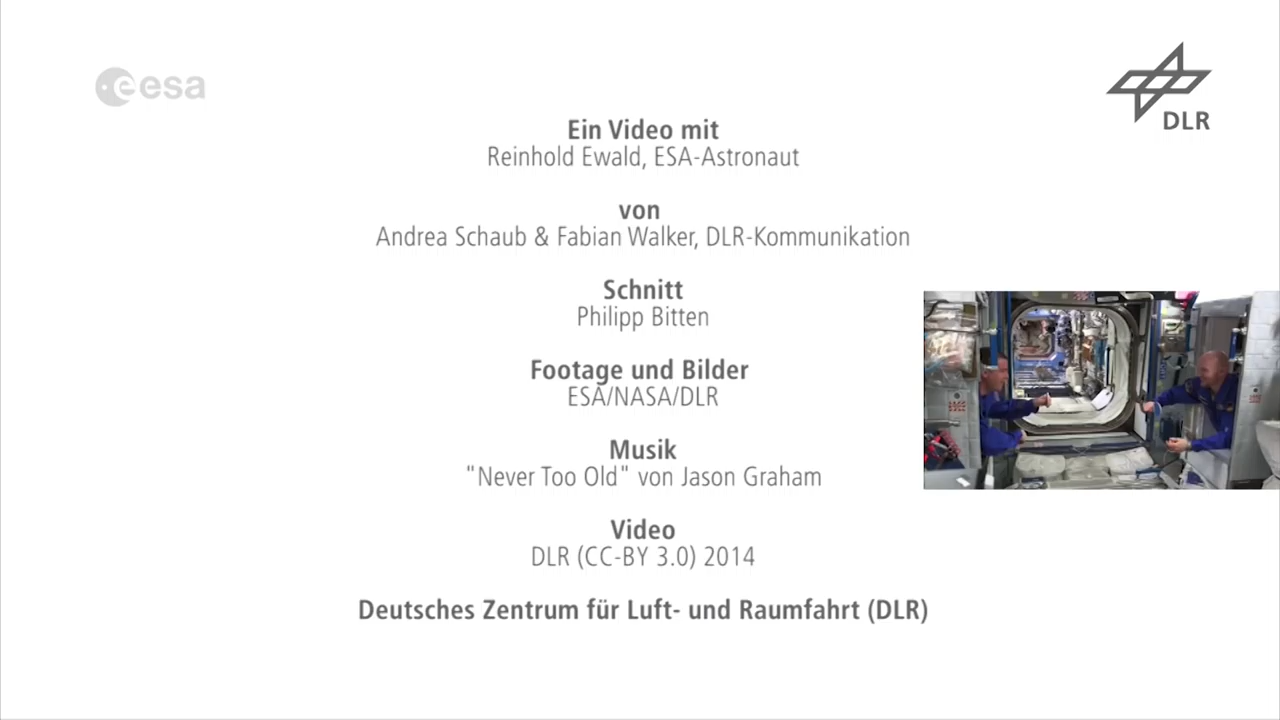 esa
DLR
Ein Video mit
Reinhold Ewald, ESA-Astronaut
von
Andrea Schaub & Fabian Walker, DLR-Kommunikation
Schnitt
Philipp Bitten
Footage und Bilder
ESA/NASA/DLR
Musik
"Never Too Old" von Jason Graham
Video
DLR (CC-BY 3.0) 2014
Deutsches Zentrum für Luft- und Raumfahrt (DLR)